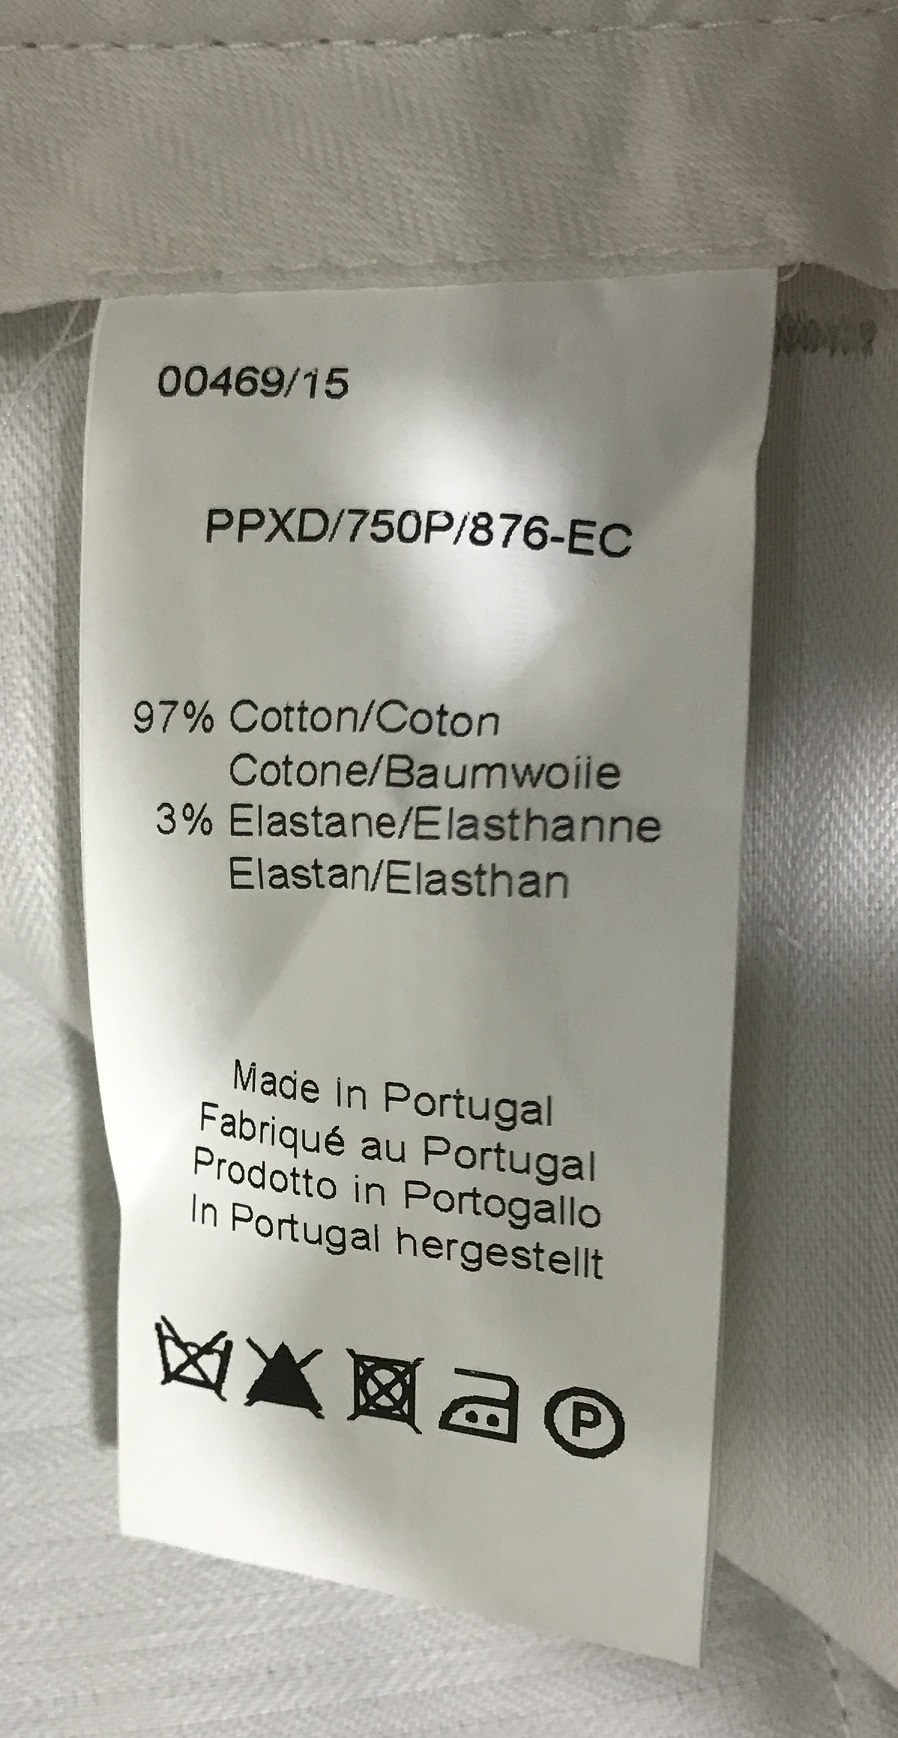 00469/15
PPXD/750P/876-EC
97% Cotton/Coton
Cotone/Baumwolle
3% Elastane/Elasthanne
Elastan/Elasthan
Made in Portugal
Fabriqué au Portugal
Prodotto in Portogallo
In Portugal hergestellt
P